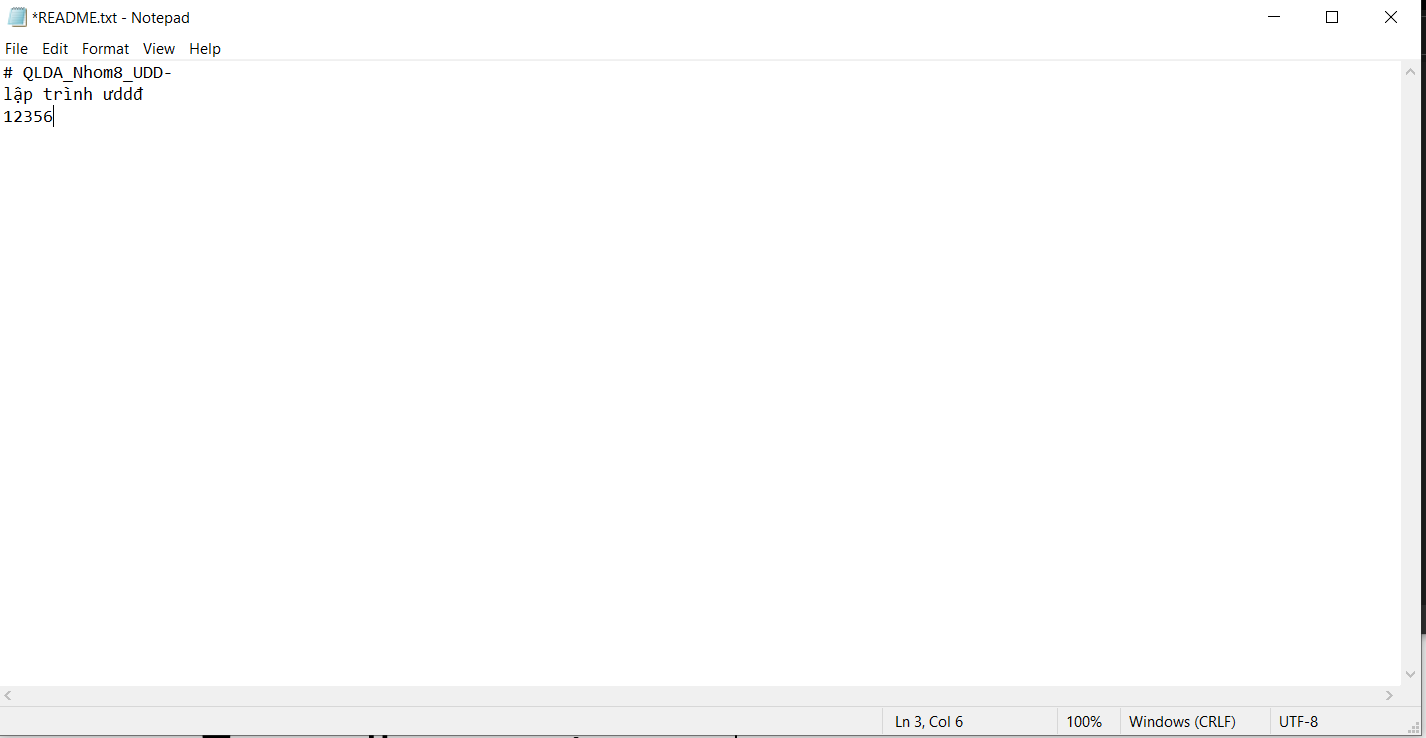 *README.txt - Notepad
File Edit Format View Help
# QLDA_Nhom8_UDD-
lập trình ưddđ
12356
Ln 3, Col 6 100% Windows (CRLF) UTF-8